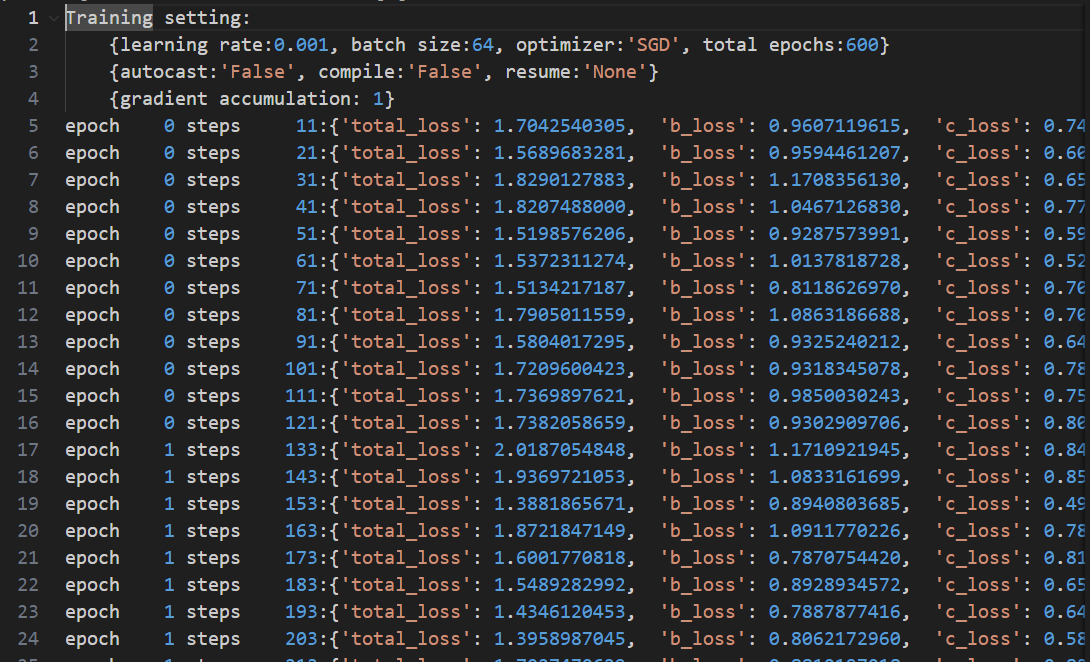 1 Training setting:
2 {learning rate:0.001, batch size:64, optimizer:'SGD', total epochs:600}
3 {autocast:'False', compile:'False', resume:'None'}
4 {gradient accumulation: 1}
5 epoch 0 steps 11:{'total_loss': 1.7042540305, 'b_loss': 0.9607119615, 'c_loss': 0.74
6 epoch 0 steps 21:{'total_loss': 1.5689683281, 'b_loss': 0.9594461207, 'c_loss': 0.60
7 epoch 0 steps 31:{'total_loss': 1.8290127883, 'b_loss': 1.1708356130, 'c_loss': 0.65
8 epoch 0 steps 41:{'total_loss': 1.8207488000, 'b_loss': 1.0467126830, 'c_loss': 0.77
9 epoch 0 steps 51:{'total_loss': 1.5198576206, 'b_loss': 0.9287573991, 'c_loss': 0.59
10 epoch 0 steps 61:{'total_loss': 1.5372311274, 'b_loss': 1.0137818728, 'c_loss': 0.52
11 epoch 0 steps 71:{'total_loss': 1.5134217187, 'b_loss': 0.8118626970, 'c_loss': 0.70
12 epoch 0 steps 81:{'total_loss': 1.7905011559, 'b_loss': 1.0863186688, 'c_loss': 0.70
13 epoch 0 steps 91:{'total_loss': 1.5804017295, 'b_loss': 0.9325240212, 'c_loss': 0.64
14 epoch 0 steps 101:{'total_loss': 1.7209600423, 'b_loss': 0.9318345078, 'c_loss': 0.78
15 epoch 0 steps 111:{'total_loss': 1.7369897621, 'b_loss': 0.9850030243, 'c_loss': 0.75
16 epoch 0 steps 121:{'total_loss': 1.7382058659, 'b_loss': 0.9302909706, 'c_loss': 0.80
17 epoch 1 steps 133:{'total_loss': 2.0187054848, 'b_loss': 1.1710921945, 'c_loss': 0.84
18 epoch 1 steps 143:{'total_loss': 1.9369721053, 'b_loss': 1.0833161699, 'c_loss': 0.85
19 epoch 1 steps 153:{'total_loss': 1.3881865671, 'b_loss': 0.8940803685, 'c_loss': 0.49
20 epoch 1 steps 163:{'total_loss': 1.8721847149, 'b_loss': 1.0911770226, 'c_loss': 0.78
21 epoch 1 steps 173:{'total_loss': 1.6001770818, 'b_loss': 0.7870754420, 'c_loss': 0.81
22 epoch 1 steps 183:{'total_loss': 1.5489282992, 'b_loss': 0.8928934572, 'c_loss': 0.65
23 epoch 1 steps 193:{'total_loss': 1.4346120453, 'b_loss': 0.7887877416, 'c_loss': 0.64
24 epoch 1 steps 203:{'total_loss': 1.3958987045, 'b_loss': 0.8062172960, 'c_loss': 0.58